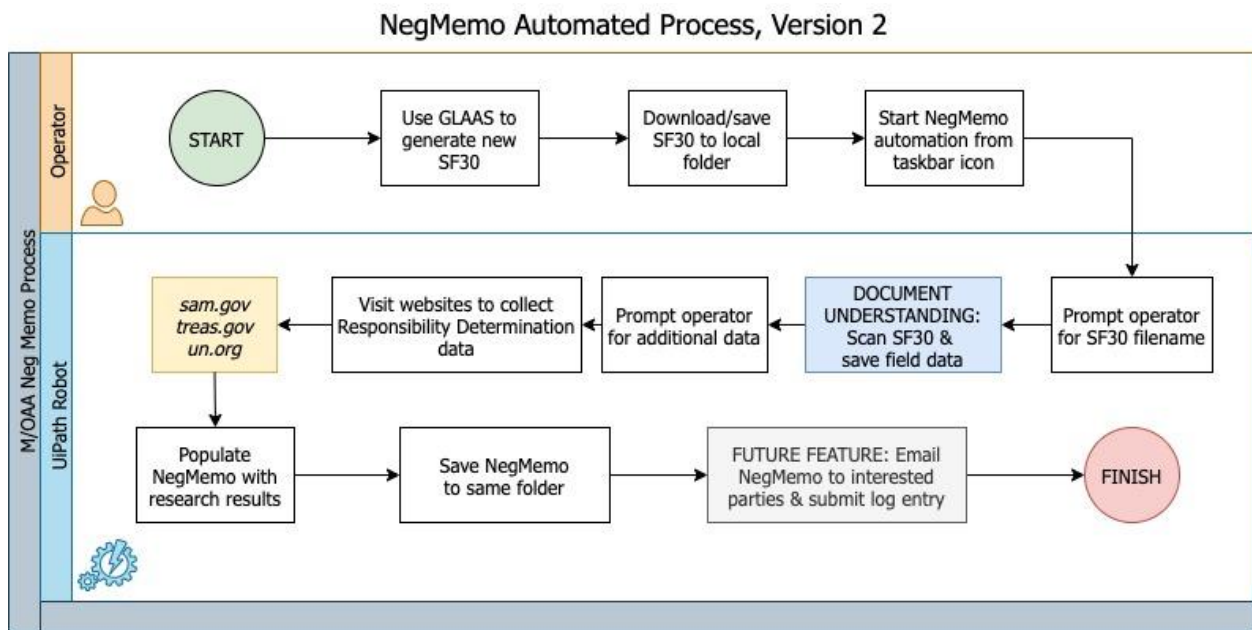 NegMemo Automated Process, Version 2
M/OAA Neg Memo Process
Operator
START
Use GLAAS to
generate new
SF30
Download/save
SF30 to local
folder
Start NegMemo
automation from
taskbar icon
UiPath Robot
Prompt operator
for SF30 filename
DOCUMENT
UNDERSTANDING:
Scan SF30 &
save field data
Prompt operator
for additional data
Visit websites to collect
Responsibility Determination
data
sam.gov
treas.gov
un.org
Populate
NegMemo with
research results
Save NegMemo
to same folder
FUTURE FEATURE: Email
NegMemo to interested
parties & submit log entry
FINISH